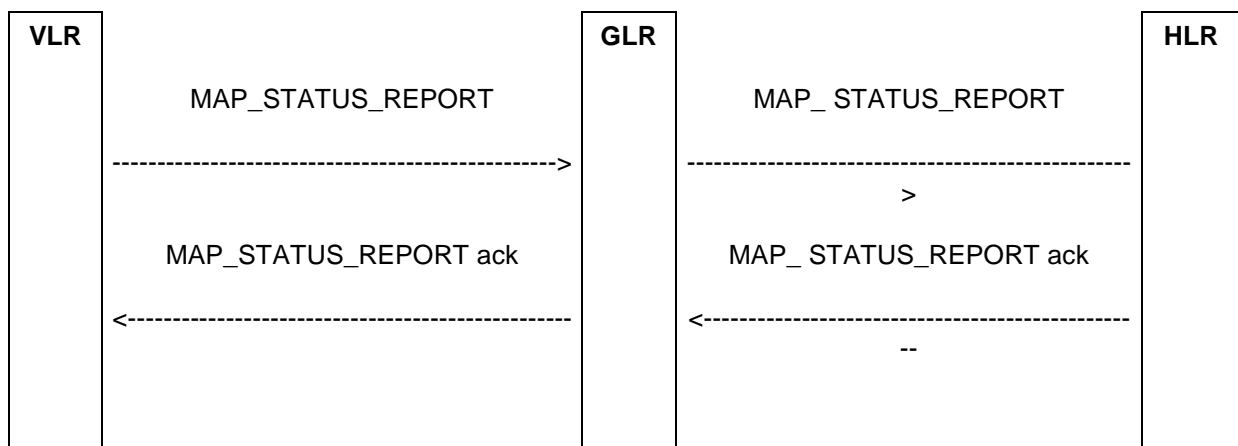 VLR GLR HLR
MAP_STATUS_REPORT MAP_ STATUS_REPORT
-------------------------------------------------> -------------------------------------------------
>
MAP_STATUS_REPORT ack MAP_ STATUS_REPORT ack
<------------------------------------------------- <-----------------------------------------------
--